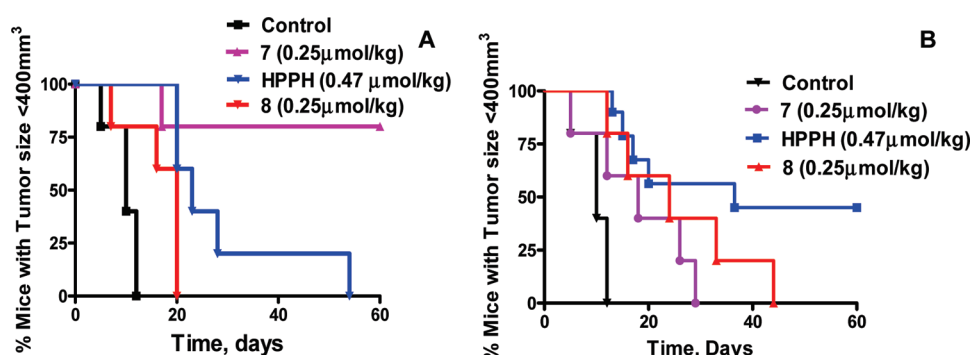 A
Control
7 (0.25μmol/kg)
HPPH (0.47 μmol/kg)
8 (0.25μmol/kg)
% Mice with Tumor size <400mm³
100
75
50
25
0
0 20 40 60
Time, days
B
Control
7 (0.25μmol/kg)
HPPH (0.47μmol/kg)
8 (0.25μmol/kg)
% Mice with Tumor size <400mm³
100
75
50
25
0
0 20 40 60
Time, Days